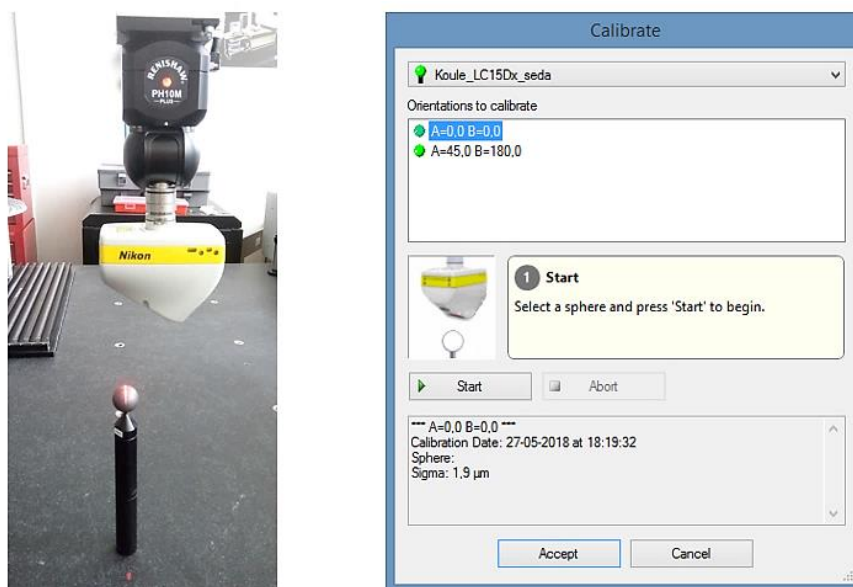 RENISHAW
PH10M
PLUS
Nikon
Calibrate
Koule_LC15Dx_seda
Orientations to calibrate
A=0,0 B=0,0
A=45,0 B=180,0
1 Start
Select a sphere and press 'Start' to begin.
Start
Abort
*** A=0,0 B=0,0 ***
Calibration Date: 27-05-2018 at 18:19:32
Sphere:
Sigma: 1,9 µm
Accept
Cancel